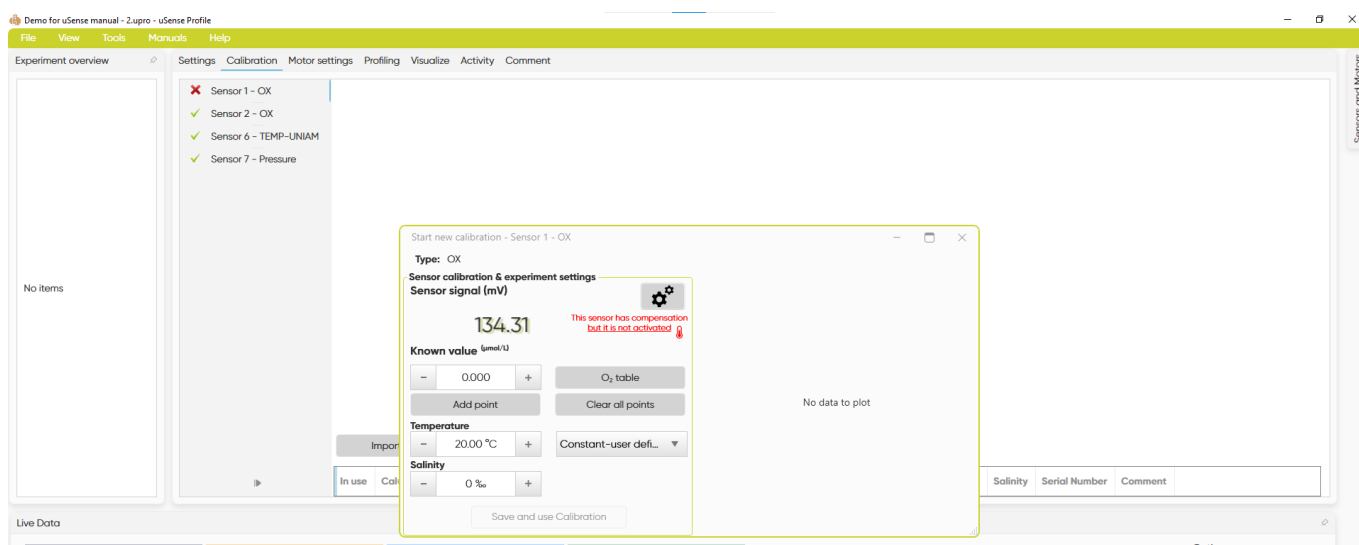 Demo for uSense manual - 2.upro - uSense Profile
File View Tools Manuals Help
Experiment overview
Settings Calibration Motor settings Profiling Visualize Activity Comment
Sensors and Motors
Sensor 1 - OX
Sensor 2 - OX
Sensor 6 - TEMP-UNIAM
Sensor 7 - Pressure
No items
Start new calibration - Sensor 1 - OX
Type: OX
Sensor calibration & experiment settings
Sensor signal (mV)
134.31
This sensor has compensation
but it is not activated
Known value (µmol/L)
- 0.000 +
O₂ table
Add point
Clear all points
No data to plot
Temperature
- 20.00 °C +
Constant-user defi...
Salinity
- 0 ‰ +
Save and use Calibration
Impor
In use Cal
Salinity Serial Number Comment
Live Data